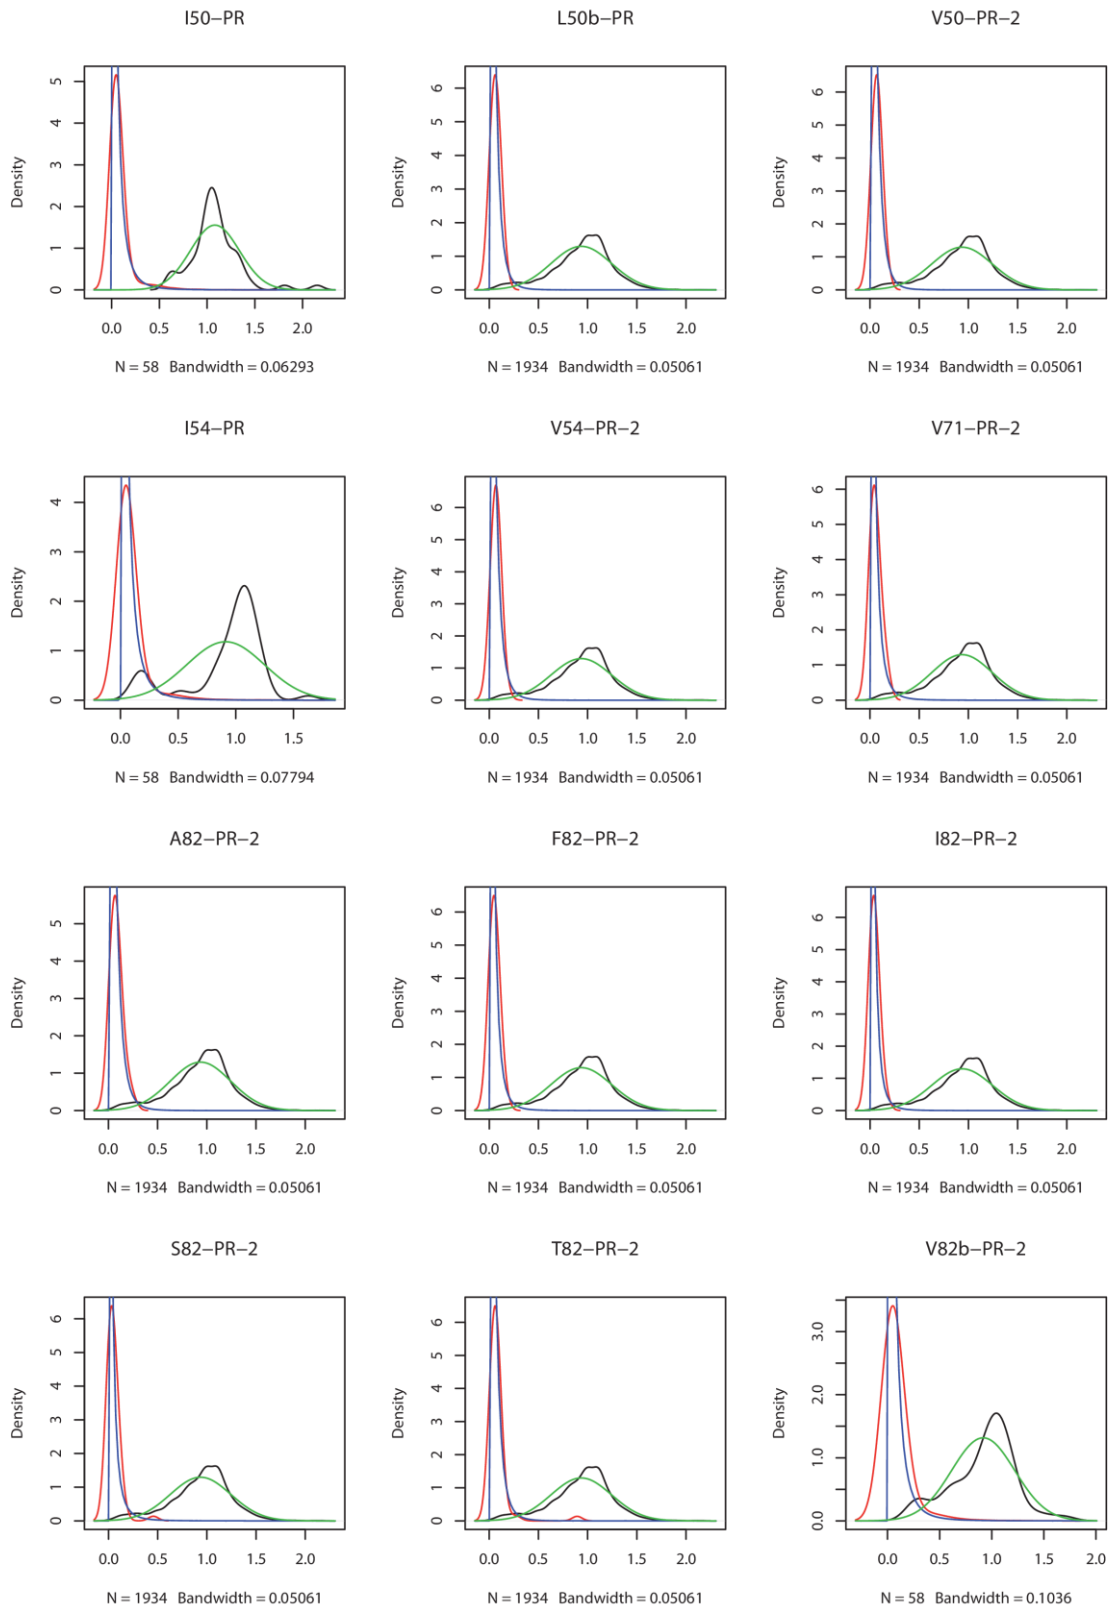 I50−PR
L50b−PR
V50−PR−2
Density
0 1 2 3 4 5
0.0 0.5 1.0 1.5 2.0
N = 58 Bandwidth = 0.06293
Density
0 1 2 3 4 5 6
0.0 0.5 1.0 1.5 2.0
N = 1934 Bandwidth = 0.05061
Density
0 1 2 3 4 5 6
0.0 0.5 1.0 1.5 2.0
N = 1934 Bandwidth = 0.05061
I54−PR
V54−PR−2
V71−PR−2
Density
0 1 2 3 4
0.0 0.5 1.0 1.5
N = 58 Bandwidth = 0.07794
Density
0 1 2 3 4 5 6
0.0 0.5 1.0 1.5 2.0
N = 1934 Bandwidth = 0.05061
Density
0 1 2 3 4 5 6
0.0 0.5 1.0 1.5 2.0
N = 1934 Bandwidth = 0.05061
A82−PR−2
F82−PR−2
I82−PR−2
Density
0 1 2 3 4 5
0.0 0.5 1.0 1.5 2.0
N = 1934 Bandwidth = 0.05061
Density
0 1 2 3 4 5 6
0.0 0.5 1.0 1.5 2.0
N = 1934 Bandwidth = 0.05061
Density
0 1 2 3 4 5 6
0.0 0.5 1.0 1.5 2.0
N = 1934 Bandwidth = 0.05061
S82−PR−2
T82−PR−2
V82b−PR−2
Density
0 1 2 3 4 5 6
0.0 0.5 1.0 1.5 2.0
N = 1934 Bandwidth = 0.05061
Density
0 1 2 3 4 5 6
0.0 0.5 1.0 1.5 2.0
N = 1934 Bandwidth = 0.05061
Density
0.0 1.0 2.0 3.0
0.0 0.5 1.0 1.5 2.0
N = 58 Bandwidth = 0.1036